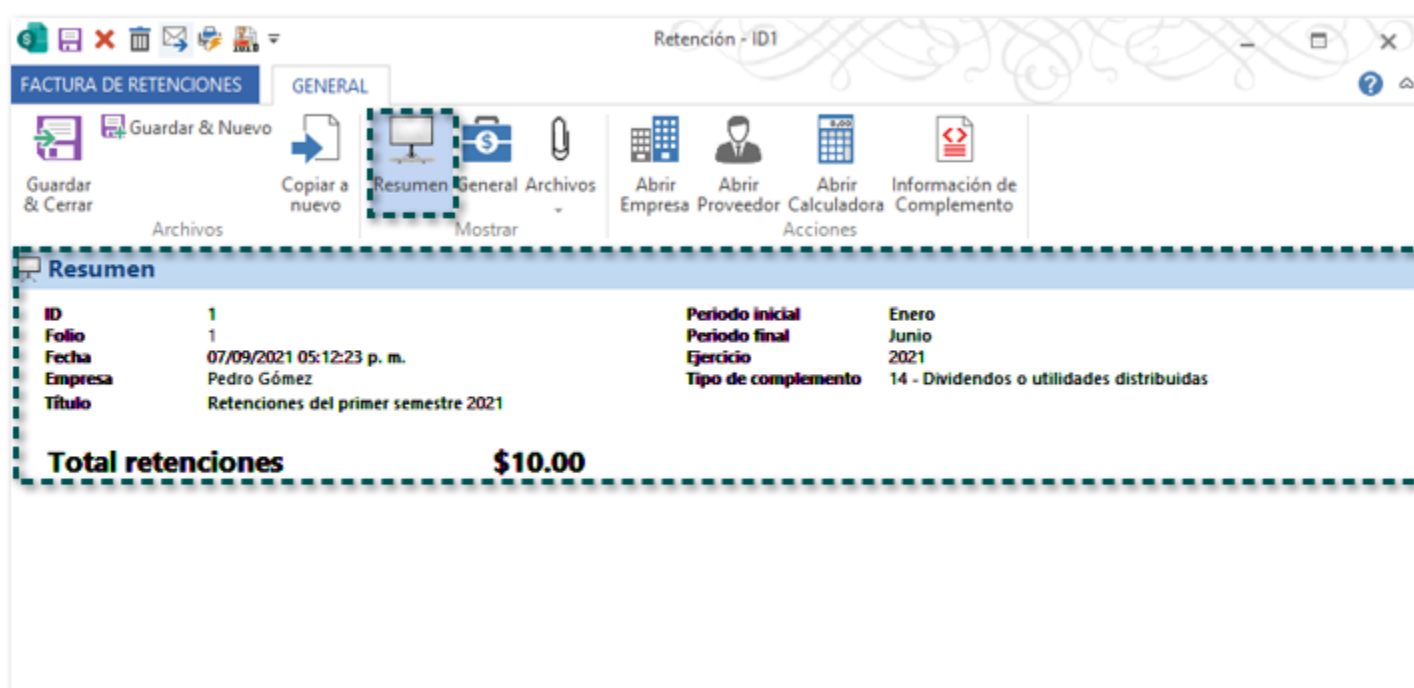 Retención - ID1
FACTURA DE RETENCIONES GENERAL
Guardar & Cerrar
Guardar & Nuevo
Copiar a nuevo
Archivos
Resumen
General
Archivos
Mostrar
Abrir Empresa
Abrir Proveedor
Abrir Calculadora
Información de Complemento
Acciones
Resumen
ID 1 Periodo inicial Enero
Folio 1 Periodo final Junio
Fecha 07/09/2021 05:12:23 p. m. Ejercicio 2021
Empresa Pedro Gómez Tipo de complemento 14 - Dividendos o utilidades distribuidas
Título Retenciones del primer semestre 2021
Total retenciones $10.00